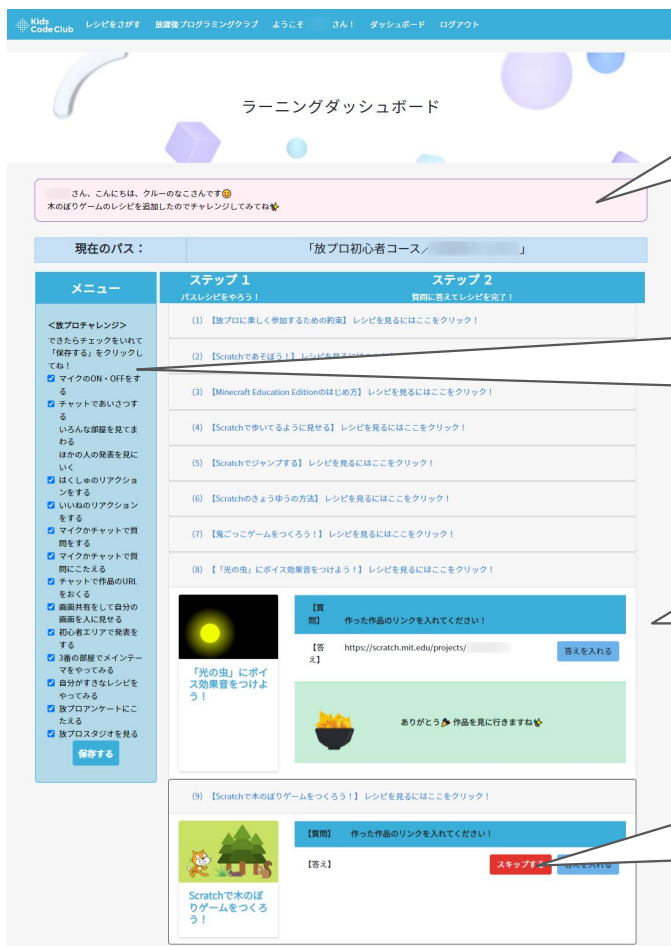 Kids
Code Club
レシピをさがす 放課後プログラミングクラブ ようこそ さん! ダッシュボード ログアウト
ラーニングダッシュボード
さん、こんにちは、クルーのなこさんです😊
木のぼりゲームのレシピを追加したのでチャレンジしてみてね✨
現在のパス:
「放プロ初心者コース／ 」
メニュー
<放プロチャレンジ>
できたらチェックをいれて
「保存する」をクリックし
てね!
マイクのON・OFFをす
る
チャットであいさつす
る
いろんな部屋を見てま
わる
ほかの人の発表を見に
いく
はくしゅのリアクショ
ンをする
いいねのリアクション
をする
マイクかチャットで質
問をする
マイクかチャットで質
問にこたえる
チャットで作品のURL
をおくる
画面共有をして自分の
画面を人に見せる
初心者エリアで発表を
する
3番の部屋でメインテー
マをやってみる
自分がすきなレシピを
やってみる
放プロアンケートにこ
たえる
放プロスタジオを見る
保存する
ステップ 1
パスレシピをやろう!
ステップ 2
質問に答えてレシピを完了!
(1) 【放プロに楽しく参加するための約束】 レシピを見るにはここをクリック!
(2) 【Scratchであそぼう!】 レシピを見るには
(3) 【Minecraft Education Editionのはじめ方】 レシピを見るにはここをクリック!
(4) 【Scratchで歩いてるように見せる】 レシピを見るにはここをクリック!
(5) 【Scratchでジャンプする】 レシピを見るにはここをクリック!
(6) 【Scratchのきょうゆうの方法】 レシピを見るにはここをクリック!
(7) 【鬼ごっこゲームをつくろう!】 レシピを見るにはここをクリック!
(8) 【「光の虫」にボイス効果音をつけよう!】 レシピを見るにはここをクリック!
「光の虫」にボイ
ス効果音をつけよ
う!
【質
問】 作った作品のリンクを入れてください!
【答
え】 https://scratch.mit.edu/projects/
答えを入れる
ありがとう🎉 作品を見に行きますね✨
(9) 【Scratchで木のぼりゲームをつくろう!】 レシピを見るにはここをクリック!
Scratchで木のぼ
りゲームをつくろ
う!
【質問】 作った作品のリンクを入れてください!
【答え】
スキップする
答えを入れる